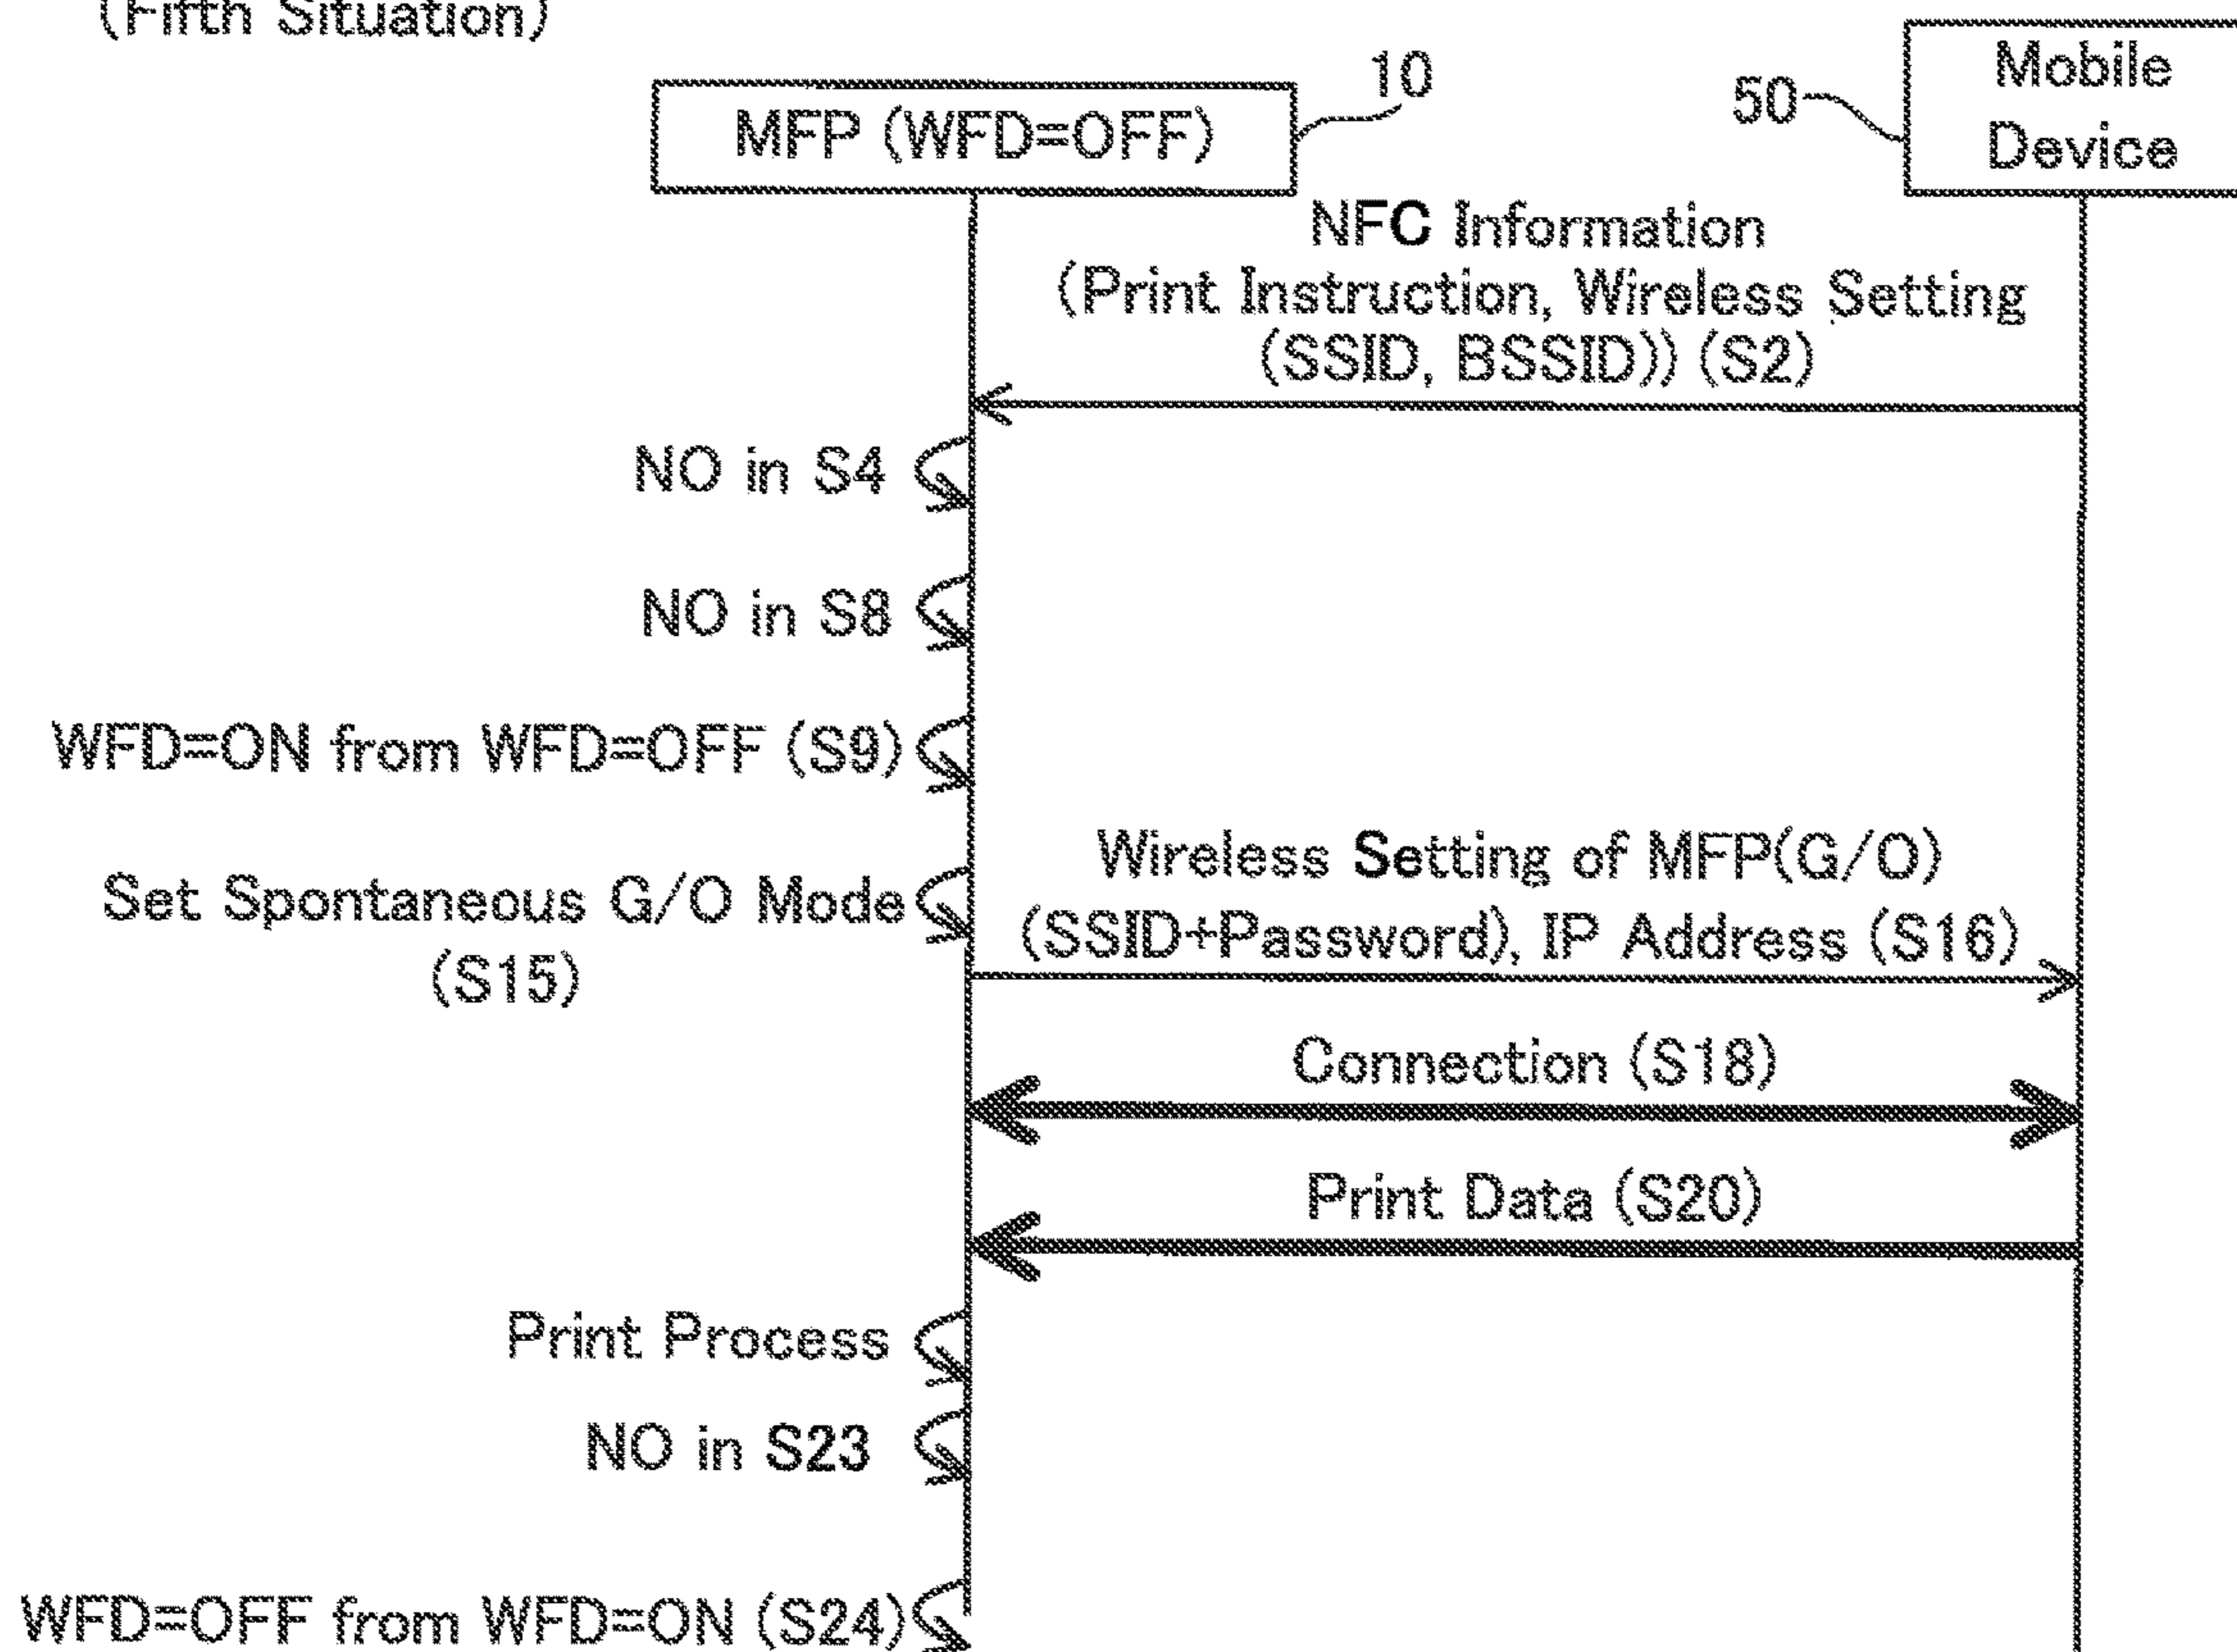 (Fifth Situation)
10
MFP (WFD=OFF)
50
Mobile
Device
NFC Information
(Print Instruction, Wireless Setting
(SSID, BSSID)) (S2)
NO in S4
NO in S8
WFD=ON from WFD=OFF (S9)
Set Spontaneous G/O Mode
(S15)
Wireless Setting of MFP(G/O)
(SSID+Password), IP Address (S16)
Connection (S18)
Print Data (S20)
Print Process
NO in S23
WFD=OFF from WFD=ON (S24)